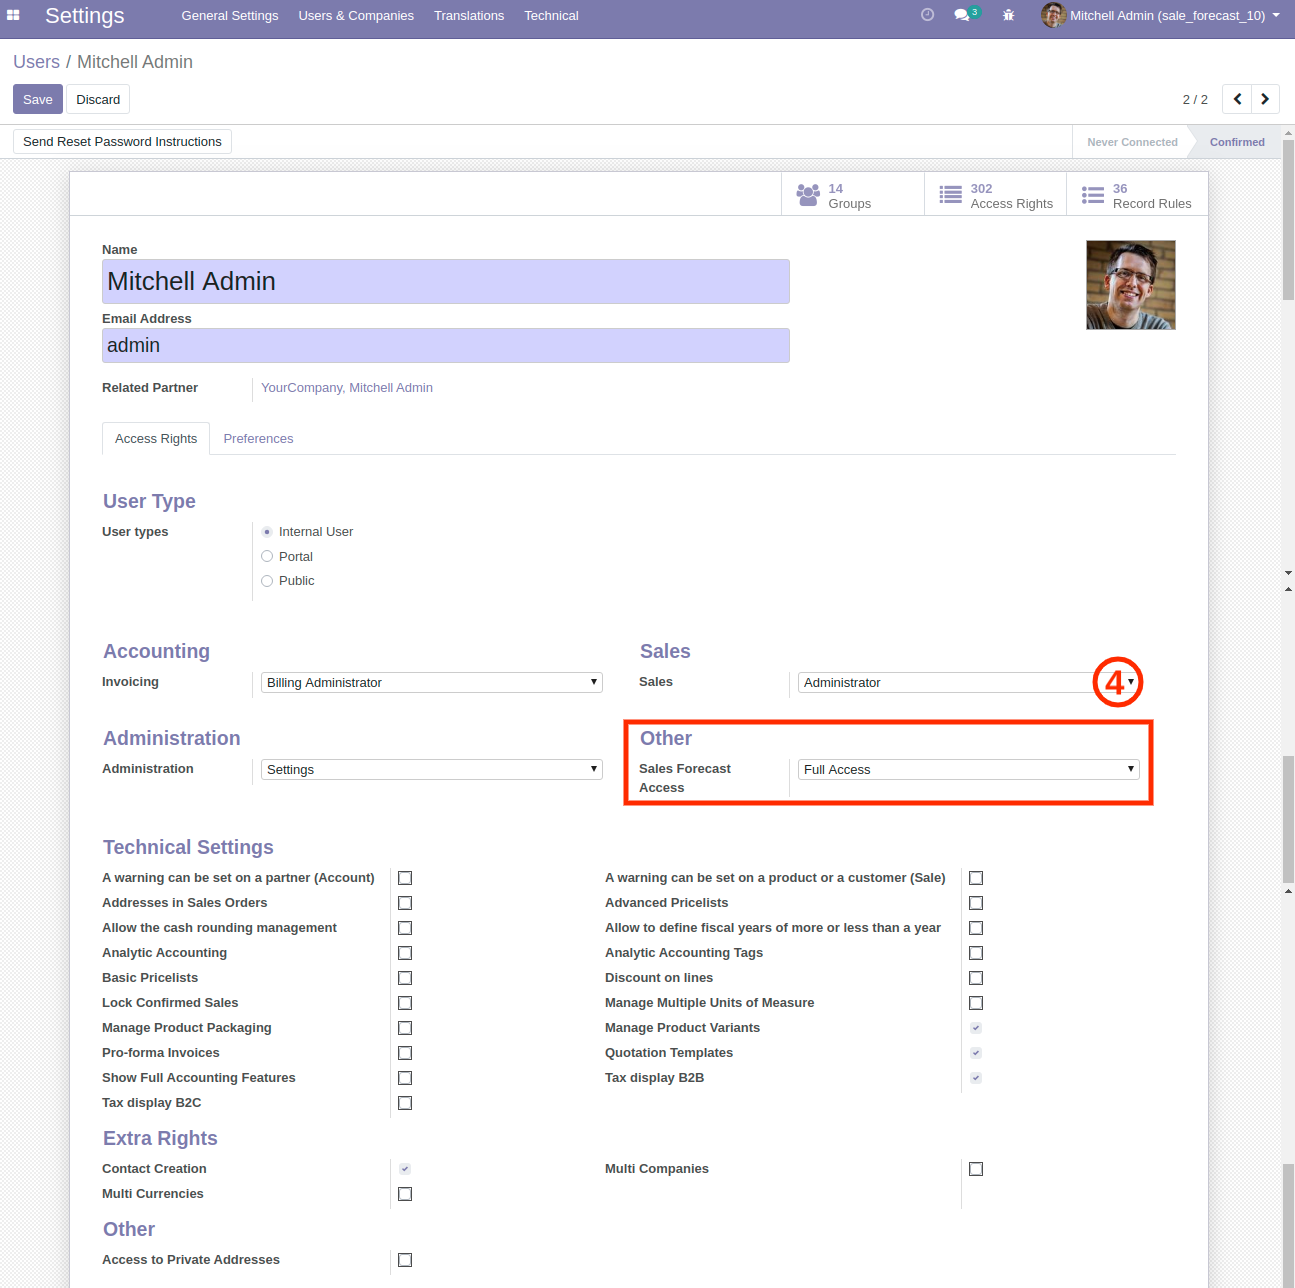 Settings General Settings Users & Companies Translations Technical 3 Mitchell Admin (sale_forecast_10)
Users / Mitchell Admin
Save Discard 2 / 2
Send Reset Password Instructions Never Connected Confirmed
14 Groups 302 Access Rights 36 Record Rules
Name
Mitchell Admin
Email Address
admin
Related Partner YourCompany, Mitchell Admin
Access Rights Preferences
User Type
User types Internal User
Portal
Public
Accounting Sales
Invoicing Billing Administrator Sales Administrator 4
Administration Other
Administration Settings Sales Forecast Access Full Access
Technical Settings
A warning can be set on a partner (Account) A warning can be set on a product or a customer (Sale)
Addresses in Sales Orders Advanced Pricelists
Allow the cash rounding management Allow to define fiscal years of more or less than a year
Analytic Accounting Analytic Accounting Tags
Basic Pricelists Discount on lines
Lock Confirmed Sales Manage Multiple Units of Measure
Manage Product Packaging Manage Product Variants
Pro-forma Invoices Quotation Templates
Show Full Accounting Features Tax display B2B
Tax display B2C
Extra Rights
Contact Creation Multi Companies
Multi Currencies
Other
Access to Private Addresses